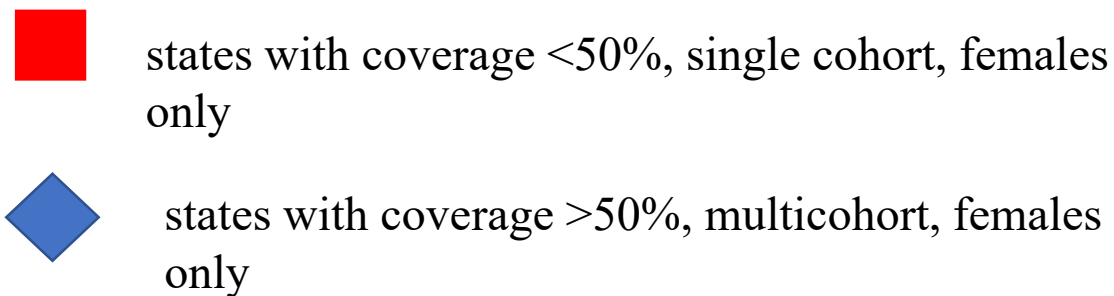 states with coverage <50%, single cohort, females
only
states with coverage >50%, multicohort, females
only